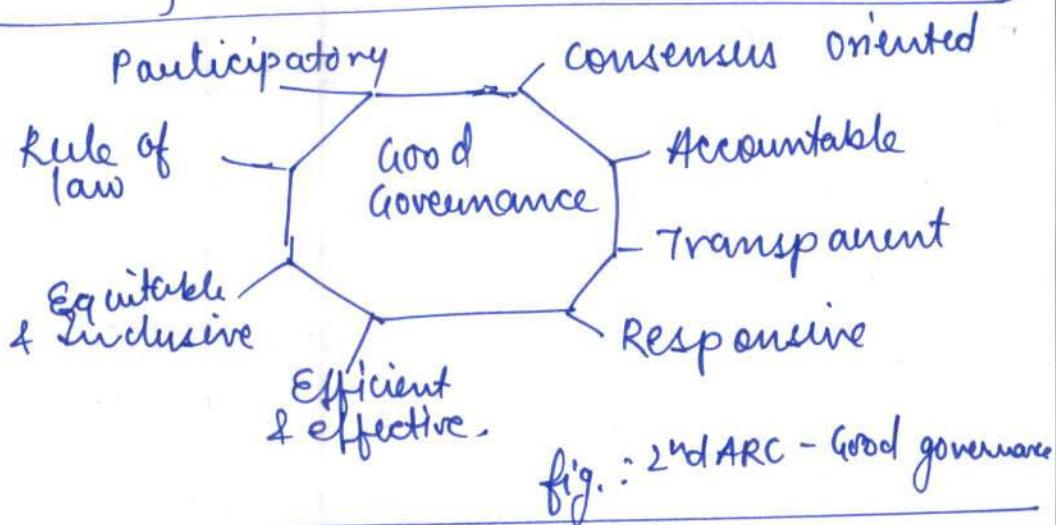 Participatory
Consensus Oriented
Rule of
law
Good
Governance
Accountable
Transparent
Equitable
& Inclusive
Responsive
Efficient
& effective.
fig. : 2nd ARC - Good governance